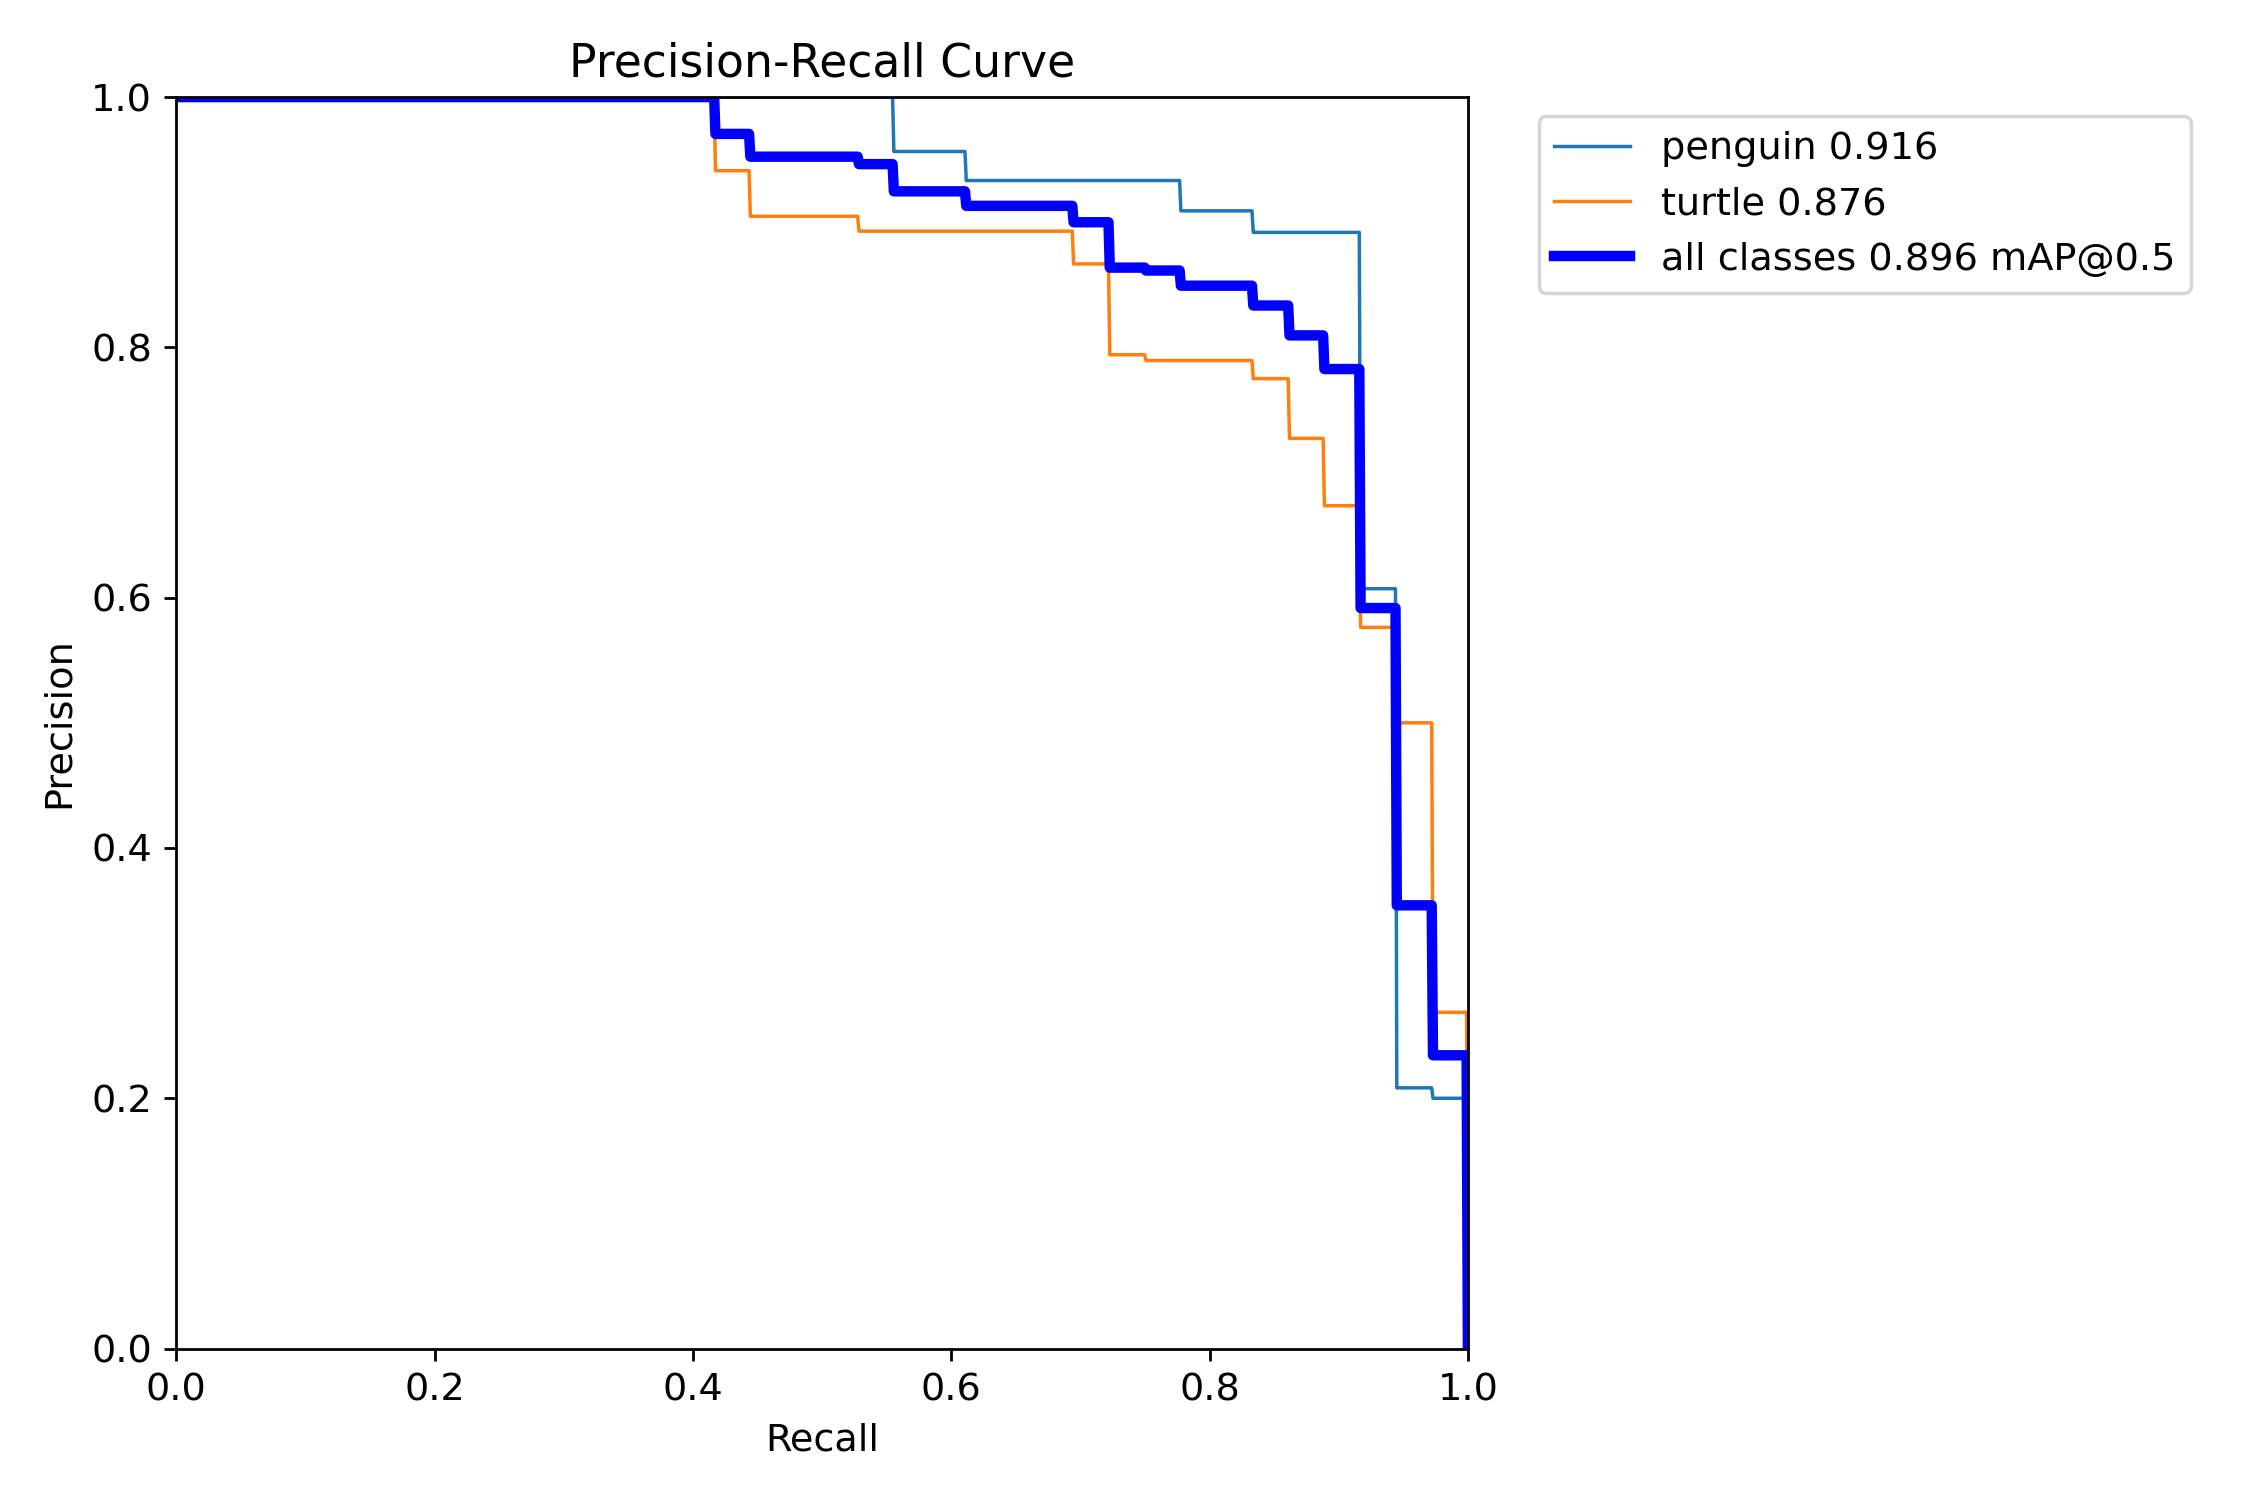 Precision-Recall Curve
1.0
0.8
0.6
0.4
0.2
0.0
Precision
0.0 0.2 0.4 0.6 0.8 1.0
Recall
penguin 0.916
turtle 0.876
all classes 0.896 mAP@0.5